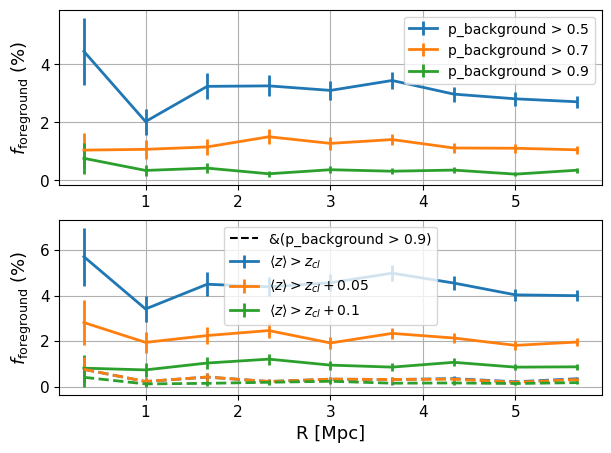 f_foreground (%)
4
2
0
p_background > 0.5
p_background > 0.7
p_background > 0.9
1 2 3 4 5
f_foreground (%)
6
4
2
0
&(p_background > 0.9)
⟨z⟩ > z_cl
⟨z⟩ > z_cl + 0.05
⟨z⟩ > z_cl + 0.1
1 2 3 4 5
R [Mpc]